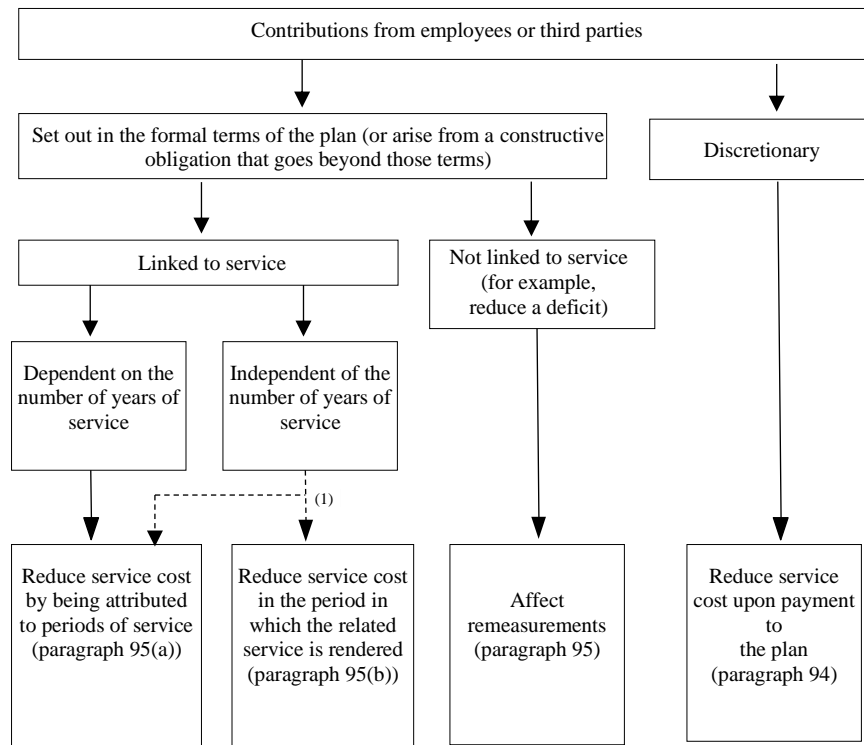 Contributions from employees or third parties
Set out in the formal terms of the plan (or arise from a constructive
obligation that goes beyond those terms)
Discretionary
Linked to service
Not linked to service
(for example,
reduce a deficit)
Dependent on the
number of years of
service
Independent of the
number of years of
service
(1)
Reduce service cost
by being attributed
to periods of service
(paragraph 95(a))
Reduce service cost
in the period in
which the related
service is rendered
(paragraph 95(b))
Affect
remeasurements
(paragraph 95)
Reduce service
cost upon payment
to
the plan
(paragraph 94)